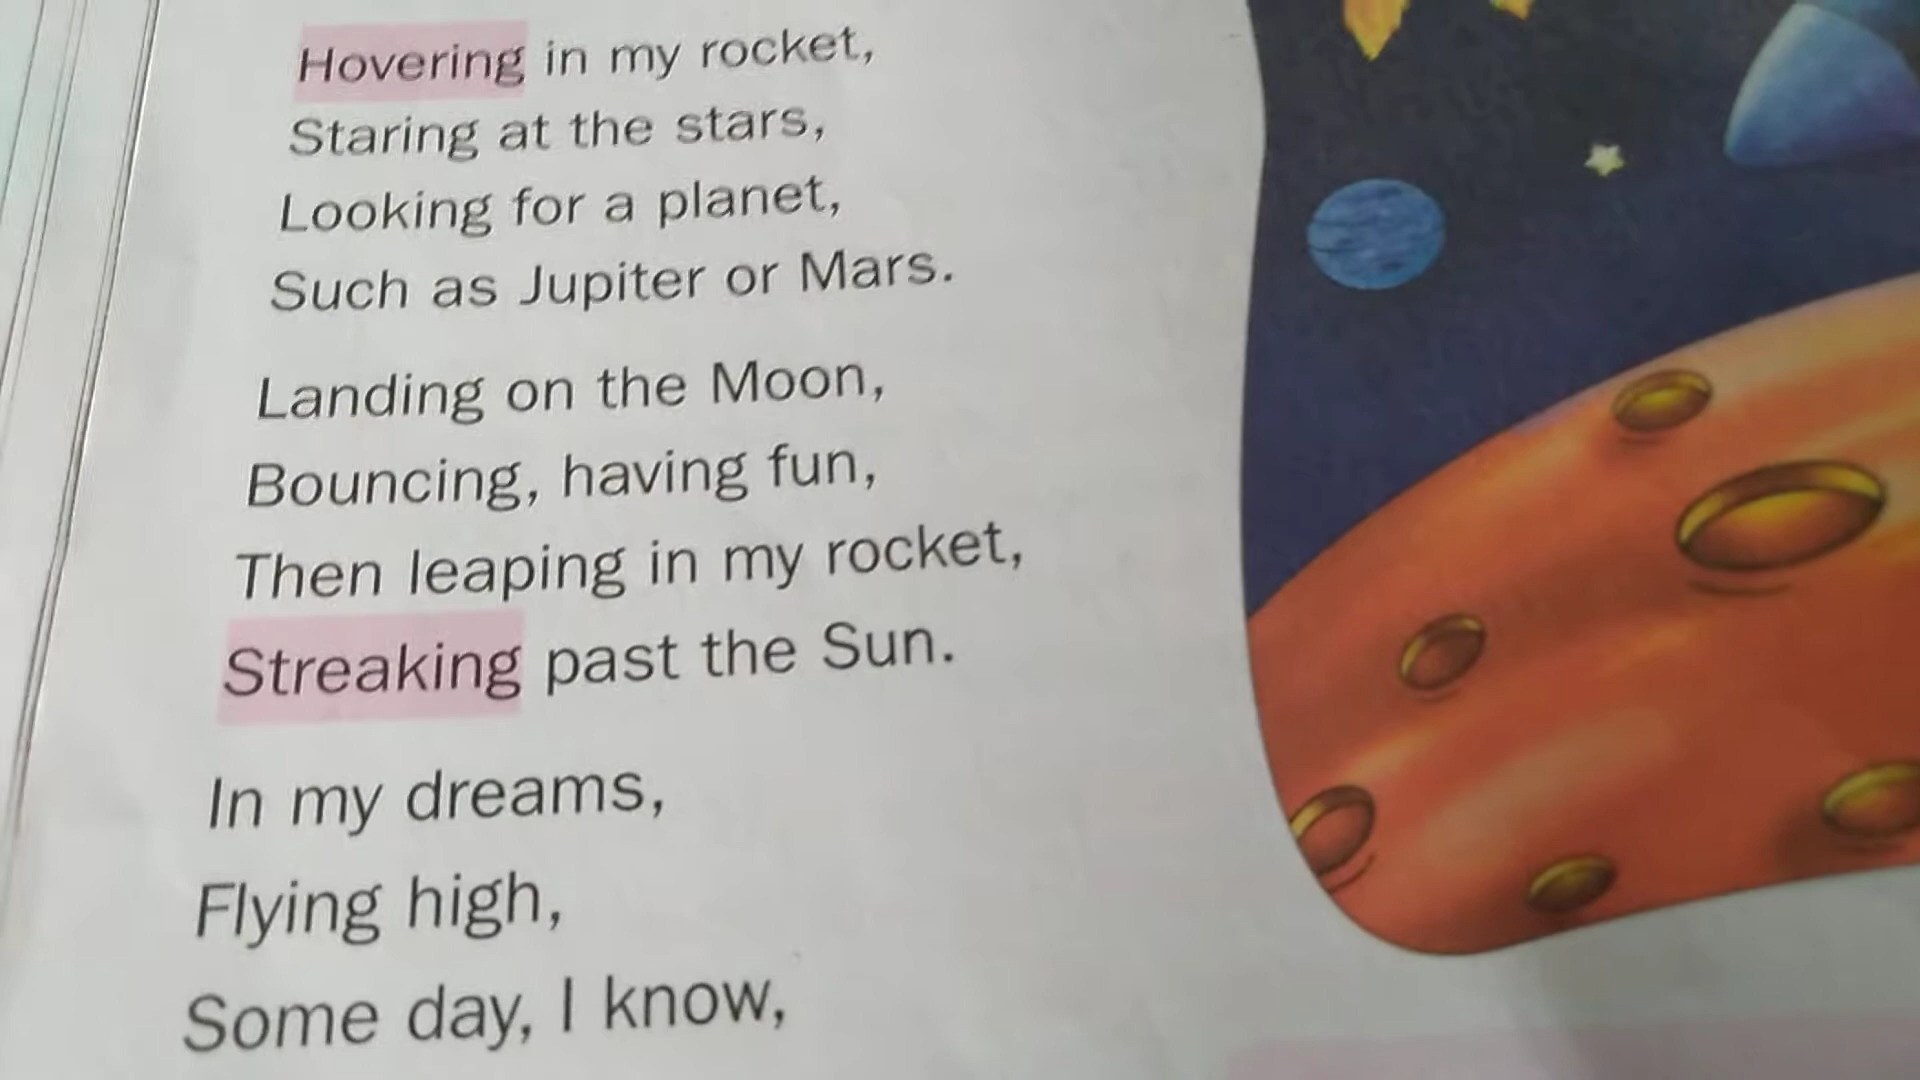 Hovering in my rocket,
Staring at the stars,
Looking for a planet,
Such as Jupiter or Mars.
Landing on the Moon,
Bouncing, having fun,
Then leaping in my rocket,
Streaking past the Sun.
In my dreams,
Flying high,
Some day, I know,